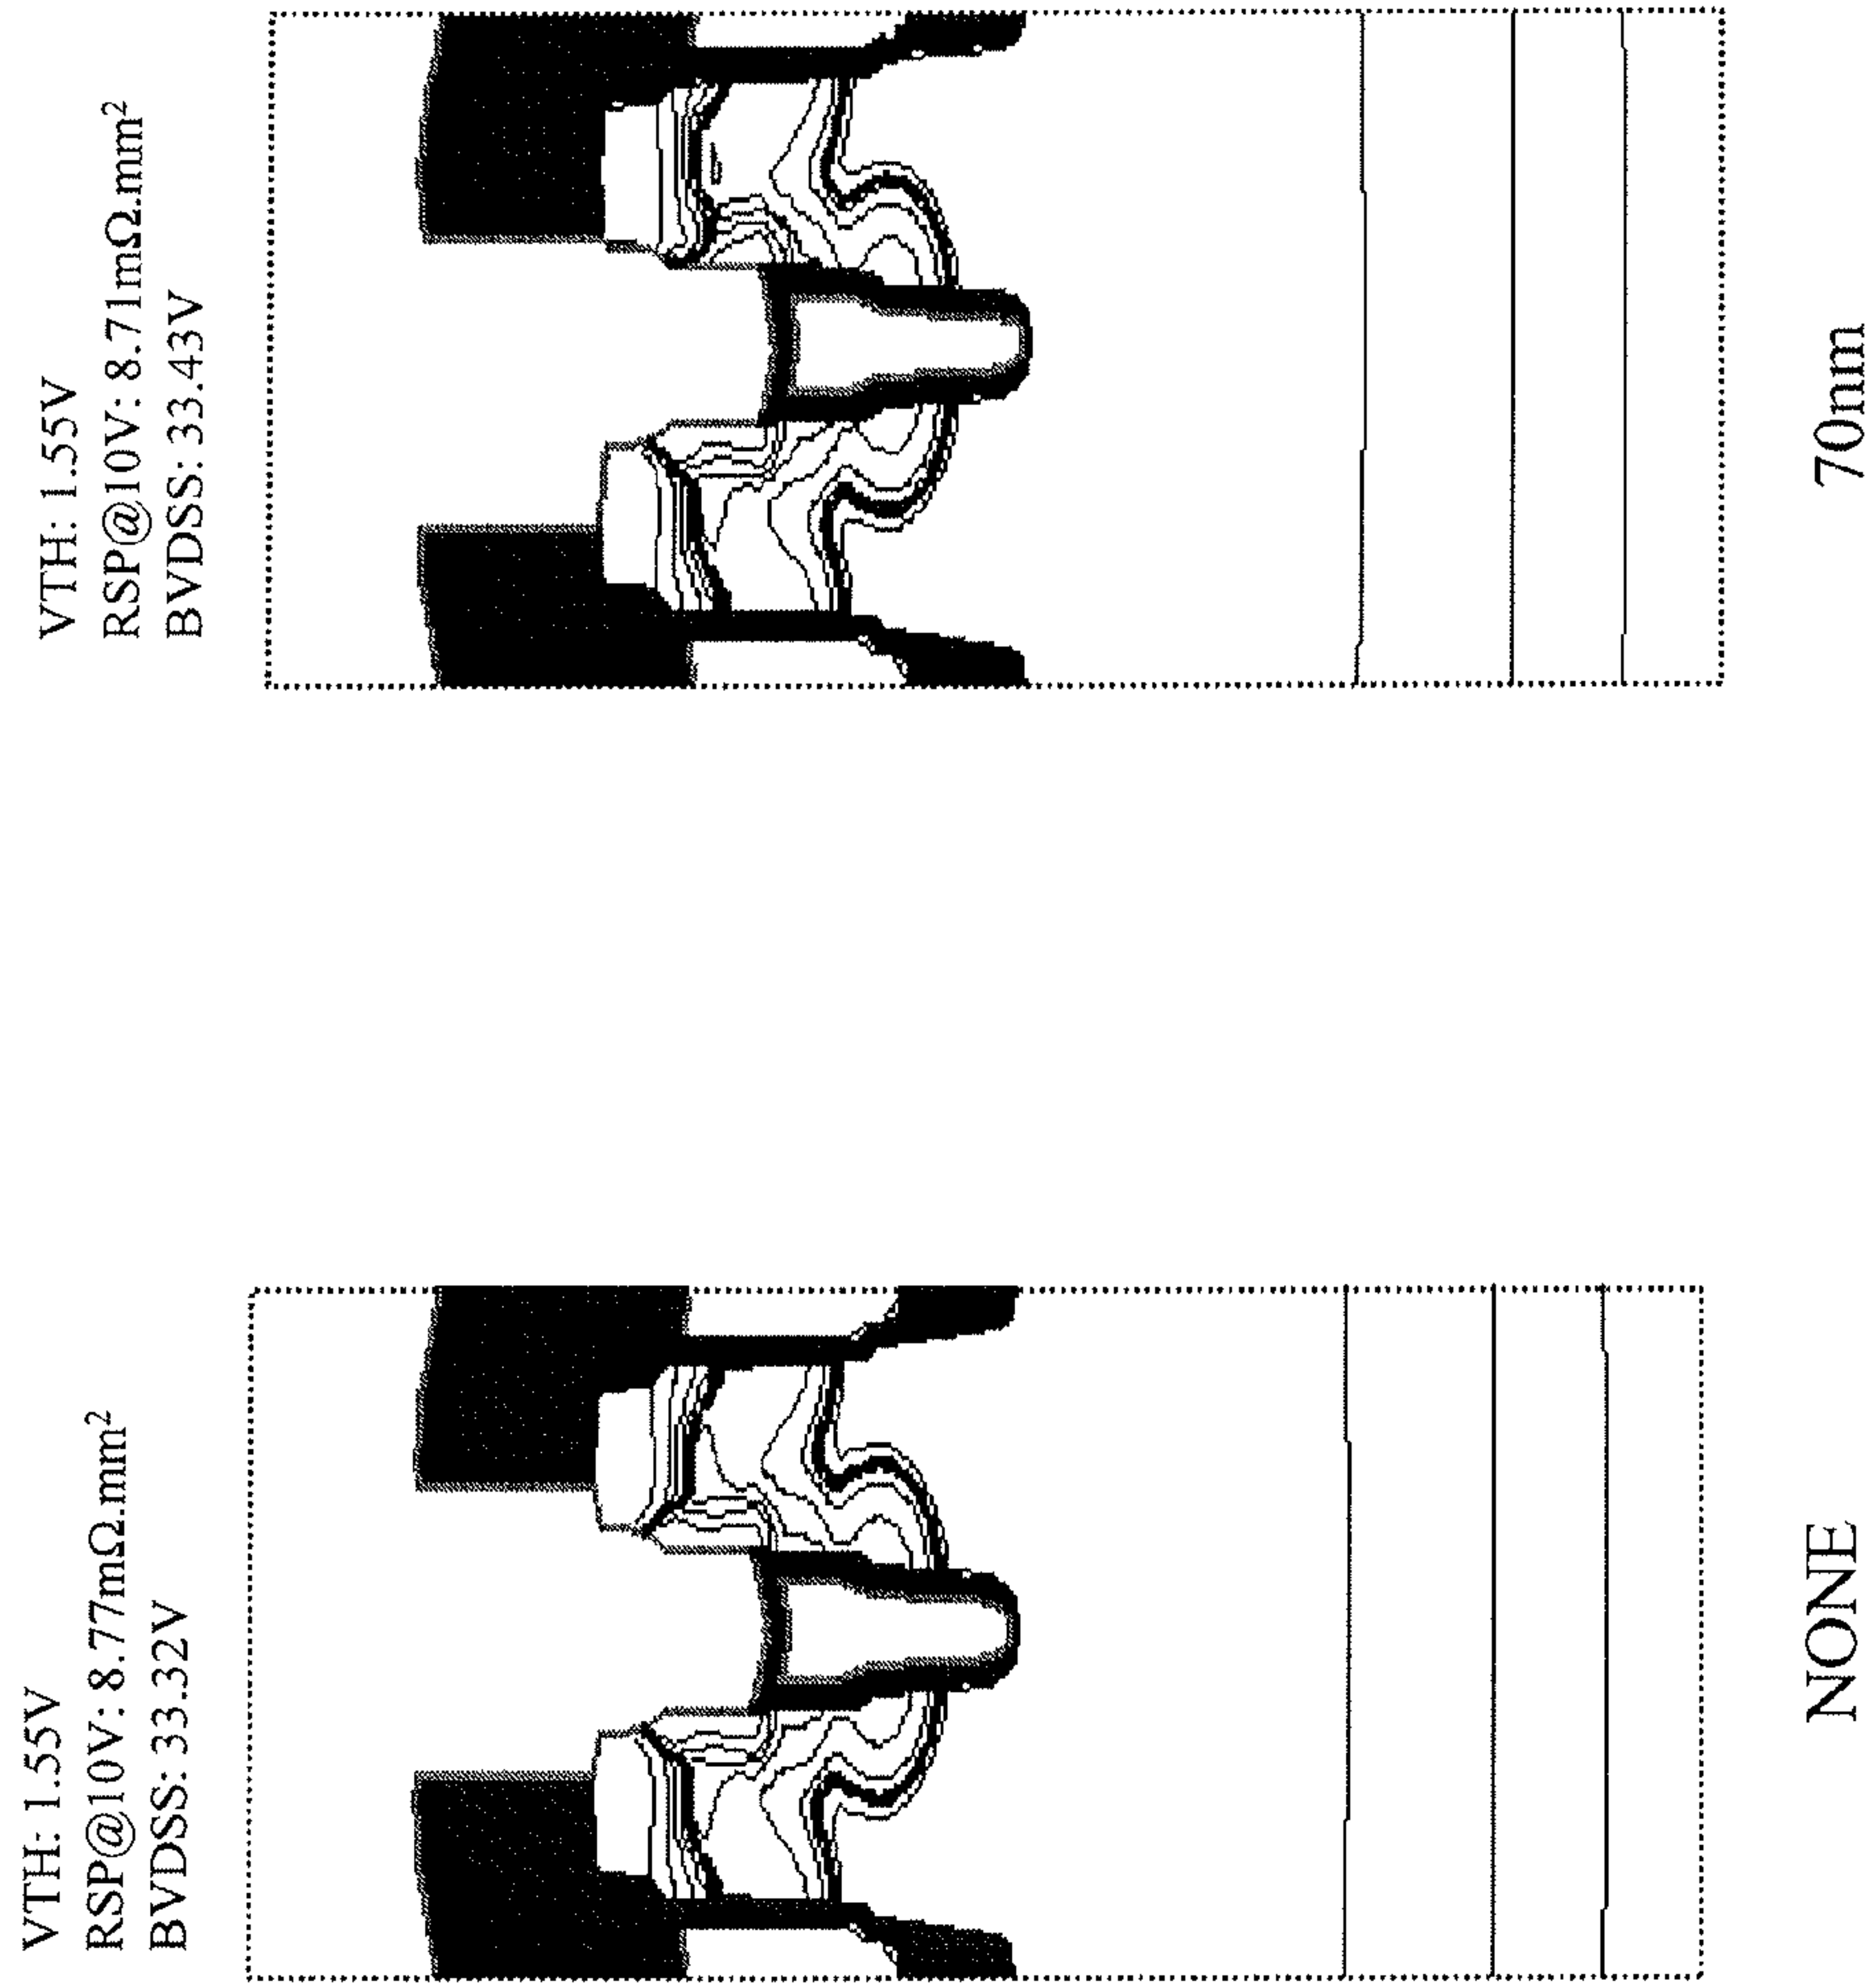 VTH: 1.55V
RSP@10V: 8.77mΩ.mm²
BVDSS: 33.32V
NONE
VTH: 1.55V
RSP@10V: 8.71mΩ.mm²
BVDSS: 33.43V
70nm